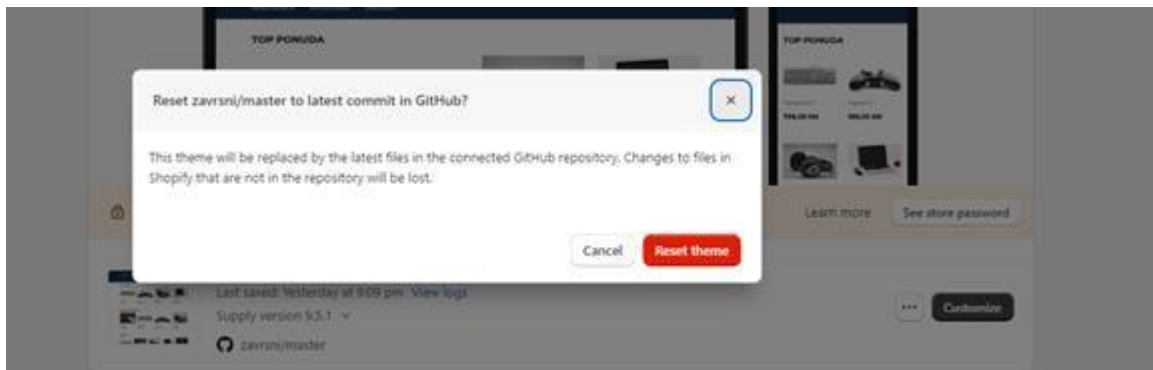 TOP PONUDA
TOP PONUDA
Reset zavrsni/master to latest commit in GitHub?
This theme will be replaced by the latest files in the connected GitHub repository. Changes to files in
Shopify that are not in the repository will be lost.
Learn more
See store password
Cancel
Reset theme
Last saved: Yesterday at 9:09 pm View logs
Supply version 9.5.1
Customize
zavrsni/master